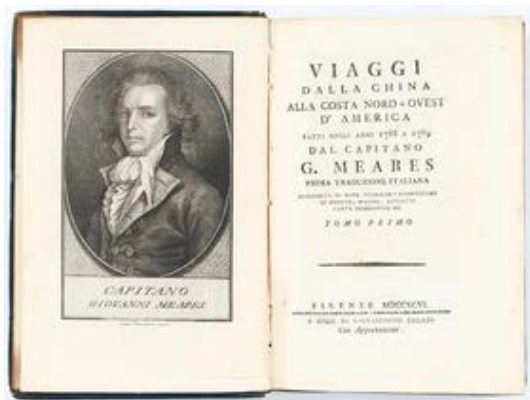 CAPITANO
GIOVANNI MEARES
VIAGGI
DALLA CHINA
ALLA COSTA NORD-OVEST
D' AMERICA
FATTI NEGLI ANNI 1788 e 1789
DAL CAPITANO
G. MEARES
PRIMA TRADUZIONE ITALIANA
TOMO PRIMO
FIRENZE MDCCXCVI.
Con Approvazione.